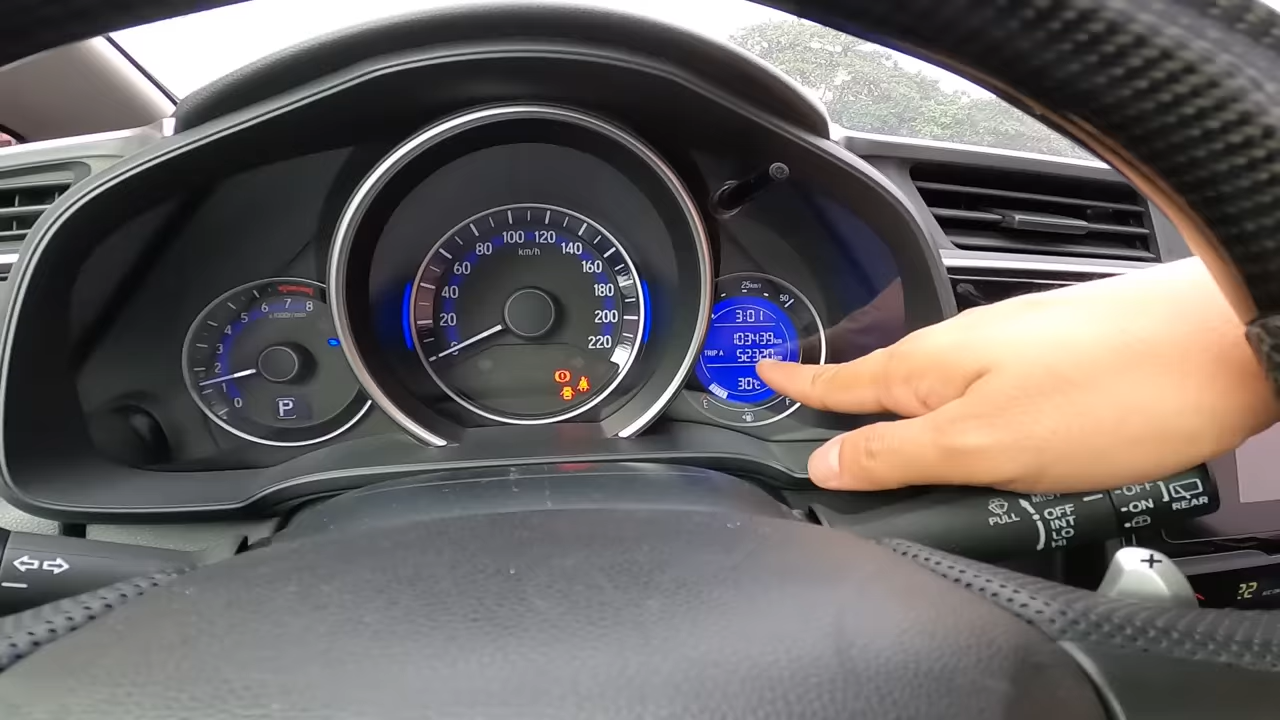 0
1
2
3
4
5
6
7
8
x1000r/min
P
20
40
60
80
100
120
140
160
180
200
220
km/h
25km/h
50
3:01
103439km
TRIP A
30°C
E
F
PULL
MIST
OFF
INT
LO
HI
OFF
ON
REAR
+
22